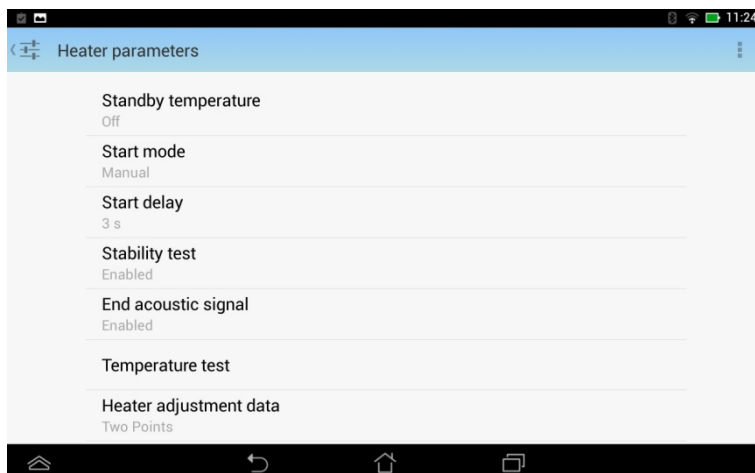 11:24
Heater parameters
Standby temperature
Off
Start mode
Manual
Start delay
3 s
Stability test
Enabled
End acoustic signal
Enabled
Temperature test
Heater adjustment data
Two Points